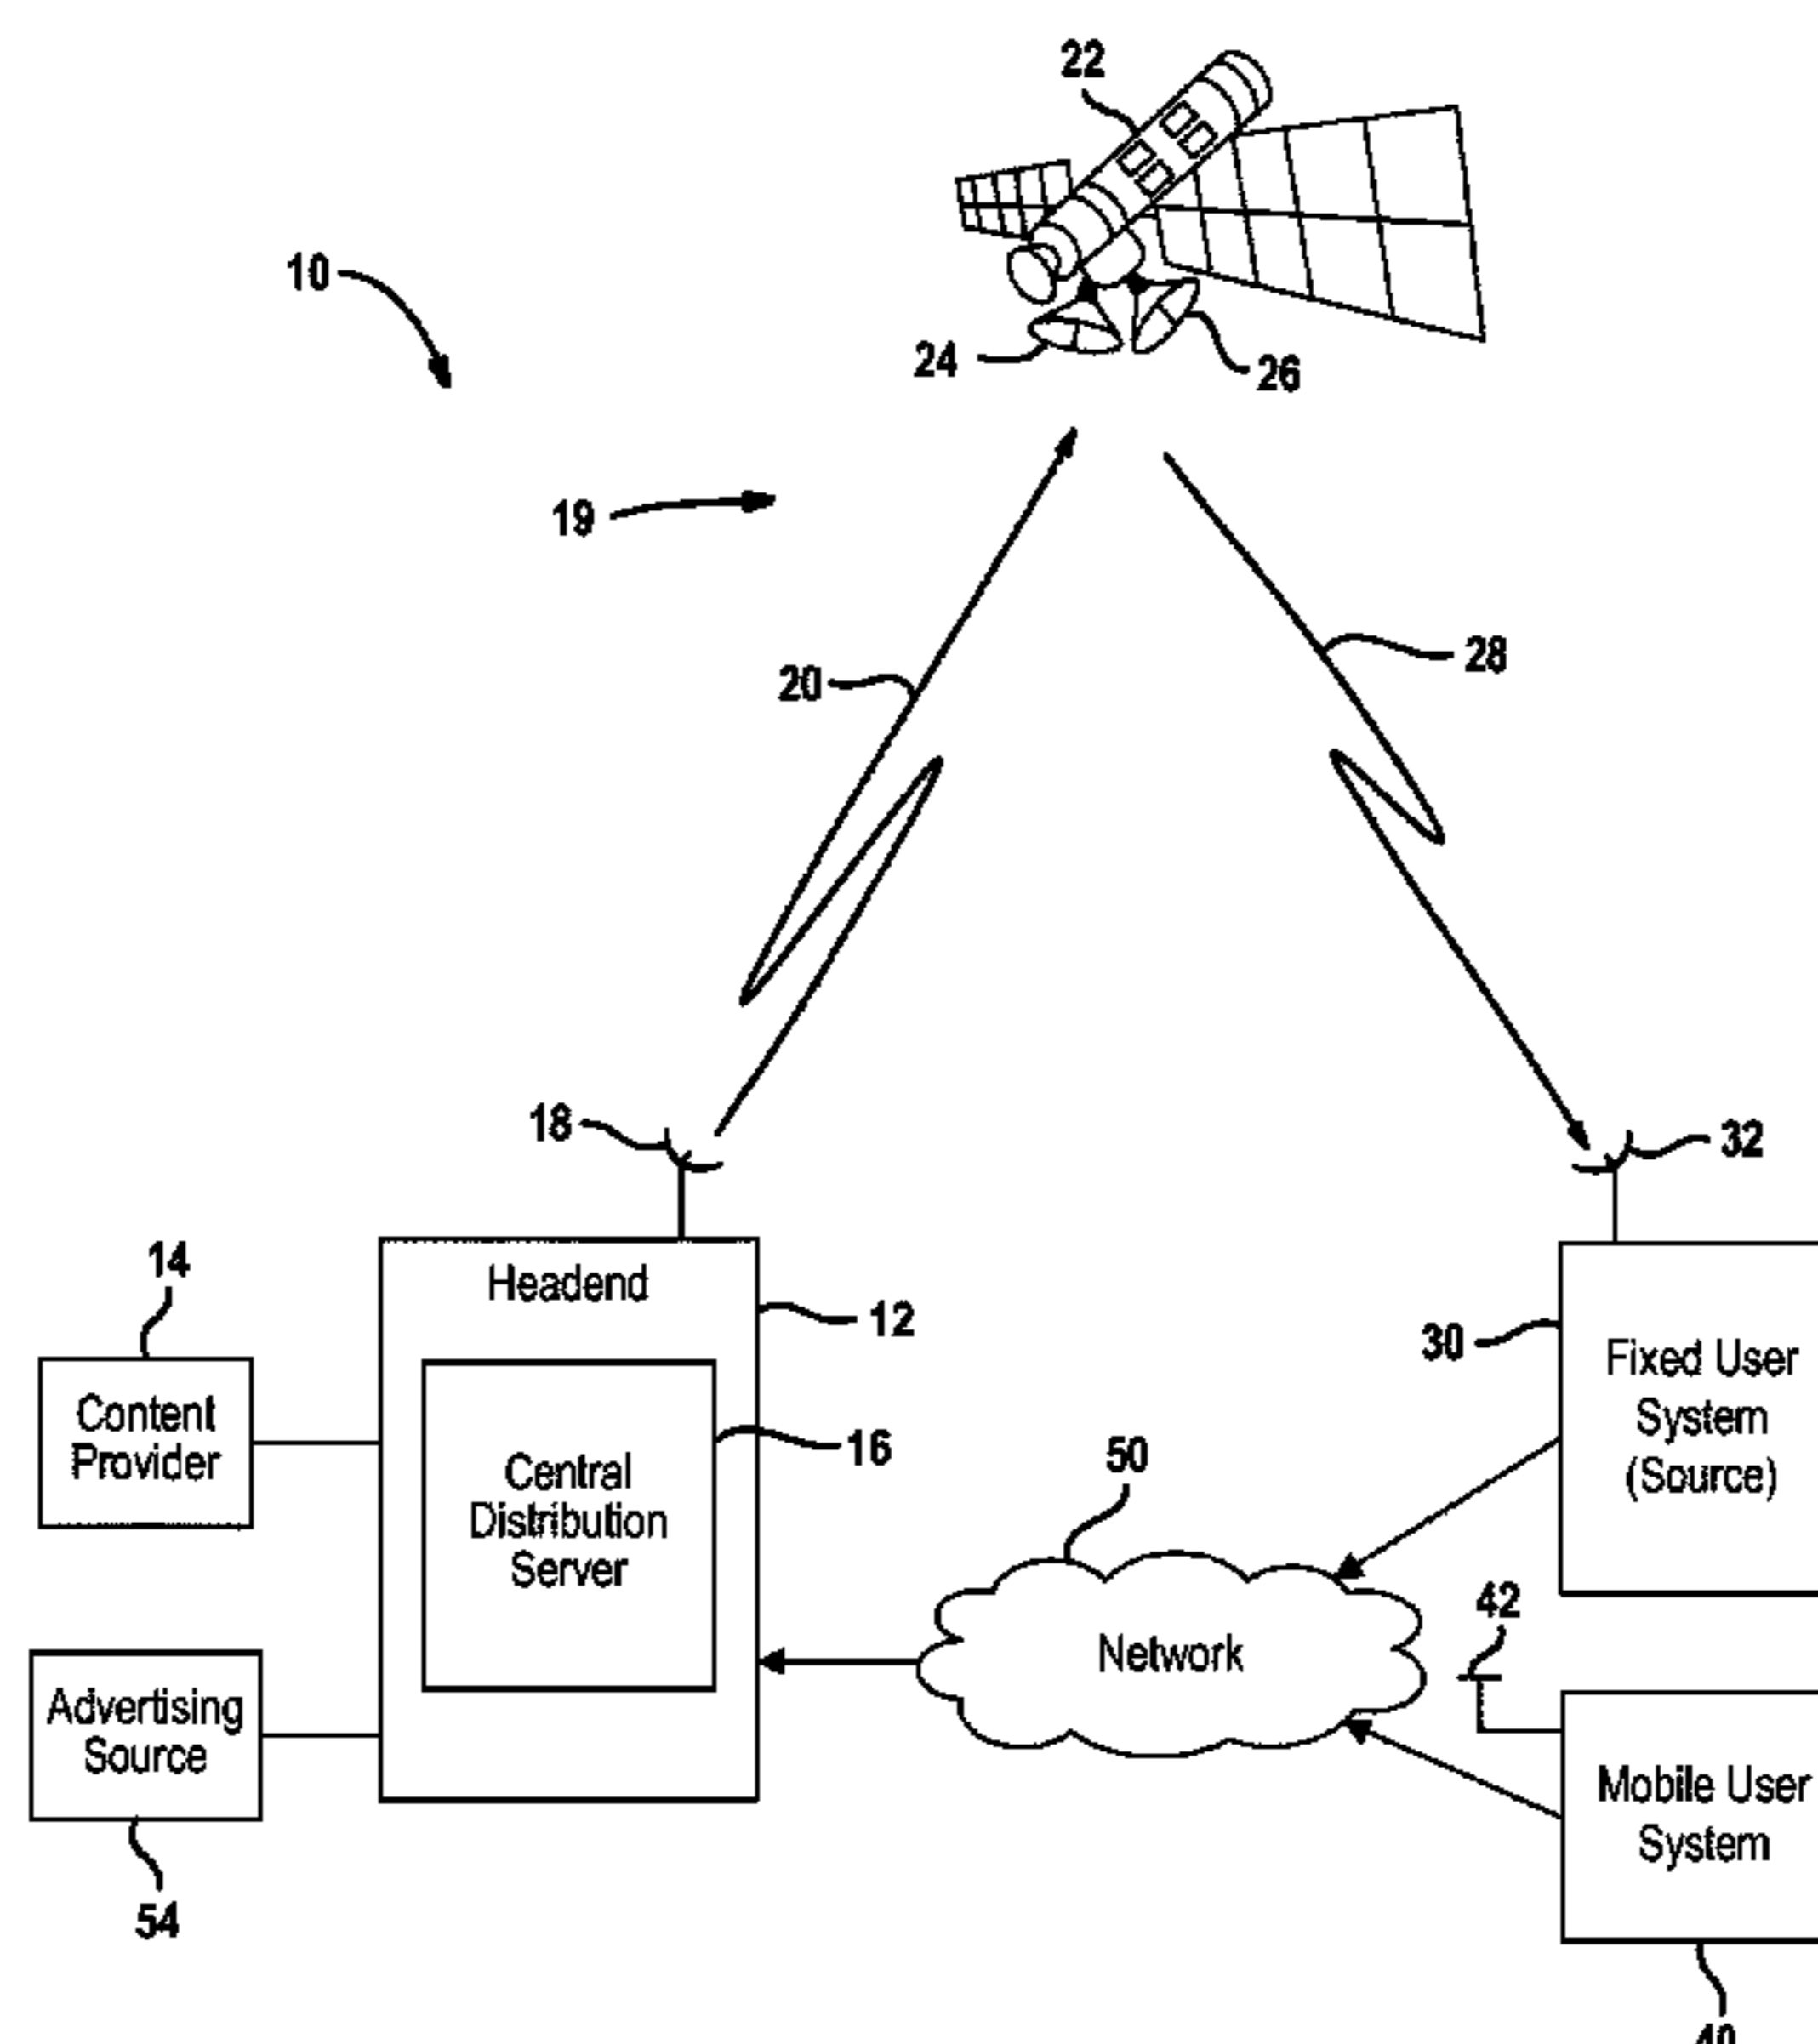 22
10
24
26
19
20
28
18
32
14
Headend
12
30
Fixed User
System
(Source)
Content
Provider
16
Central
Distribution
Server
50
42
Network
Advertising
Source
Mobile User
System
54
40